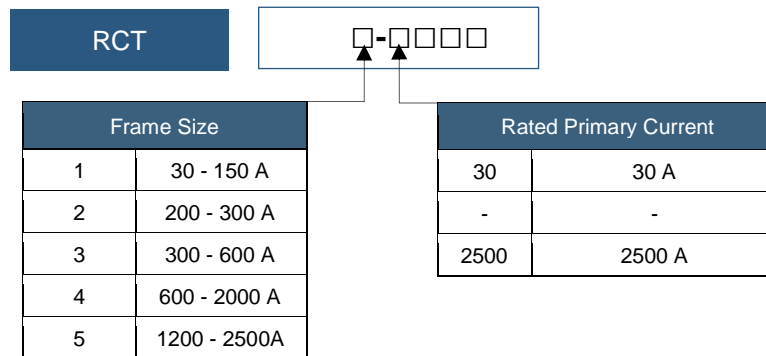 RCT
□-□□□□
Frame Size
1 30 - 150 A
2 200 - 300 A
3 300 - 600 A
4 600 - 2000 A
5 1200 - 2500A
Rated Primary Current
30 30 A
- -
2500 2500 A